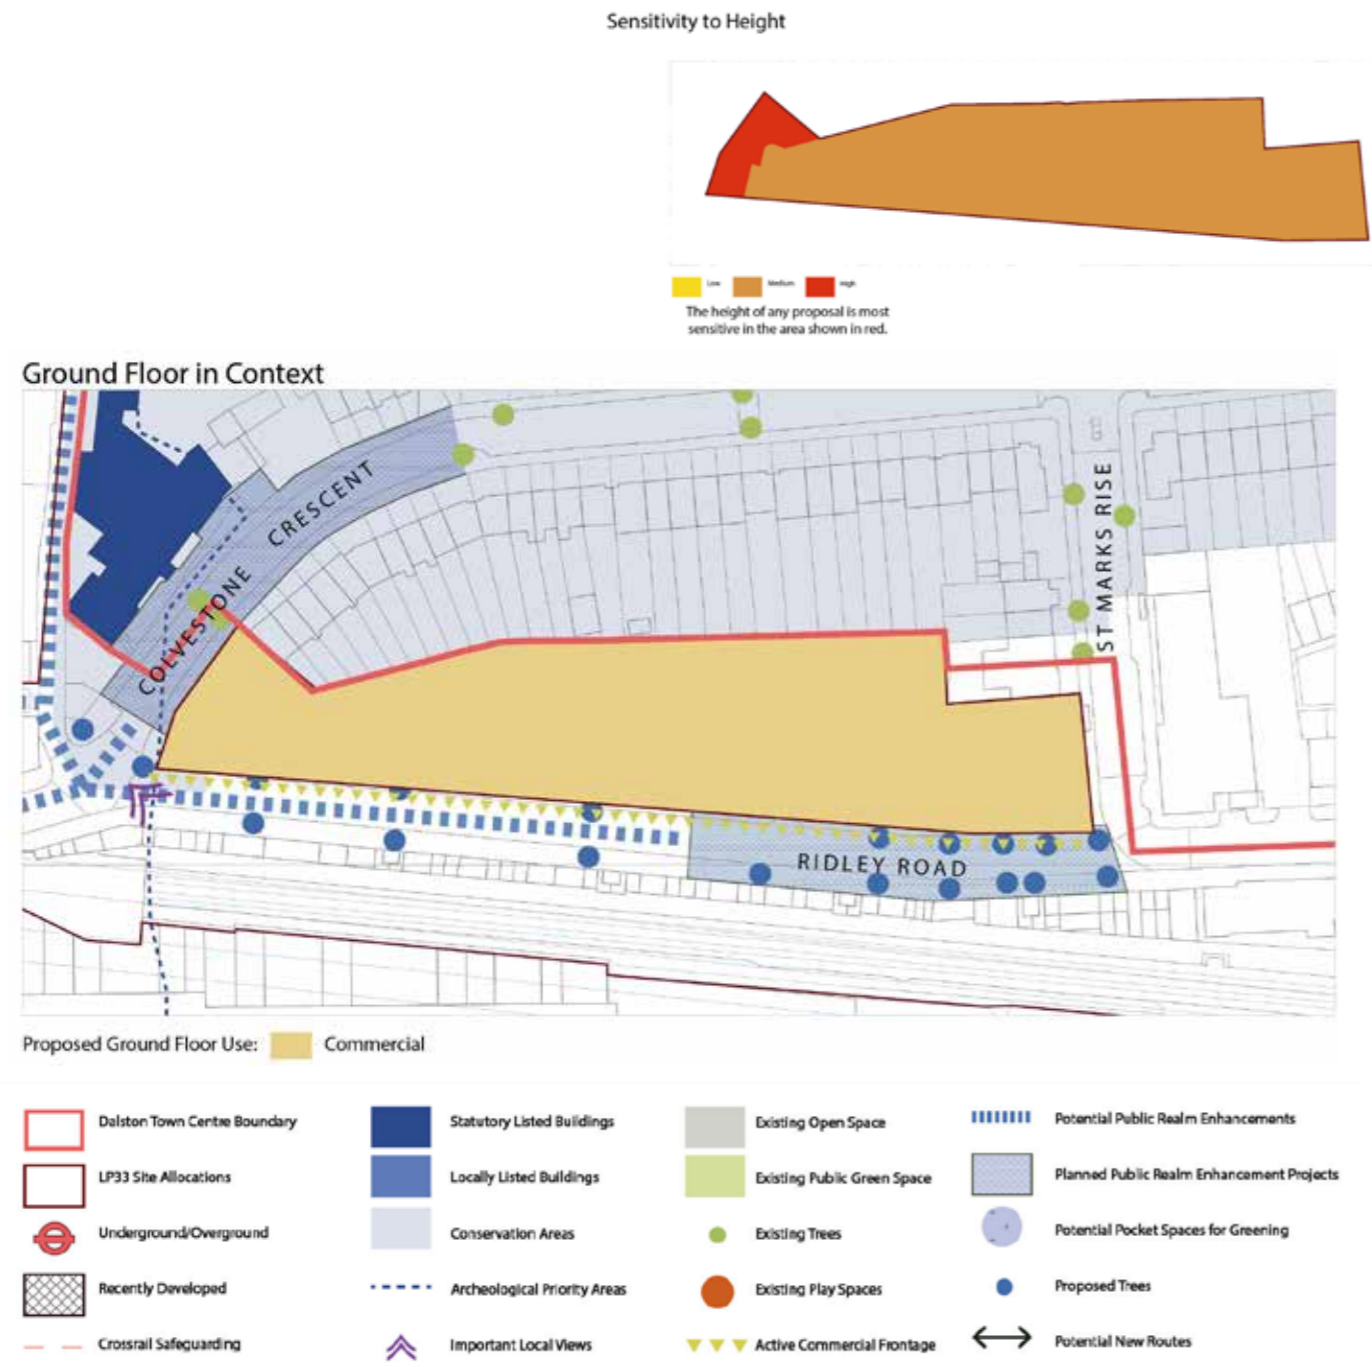 Sensitivity to Height
Low
Medium
High
The height of any proposal is most
sensitive in the area shown in red.
Ground Floor in Context
COLVESTONE CRESCENT
ST MARKS RISE
RIDLEY ROAD
Proposed Ground Floor Use: Commercial
Dalston Town Centre Boundary
LP33 Site Allocations
Underground/Overground
Recently Developed
Crossrail Safeguarding
Statutory Listed Buildings
Locally Listed Buildings
Conservation Areas
Archeological Priority Areas
Important Local Views
Existing Open Space
Existing Public Green Space
Existing Trees
Existing Play Spaces
Active Commercial Frontage
Potential Public Realm Enhancements
Planned Public Realm Enhancement Projects
Potential Pocket Spaces for Greening
Proposed Trees
Potential New Routes